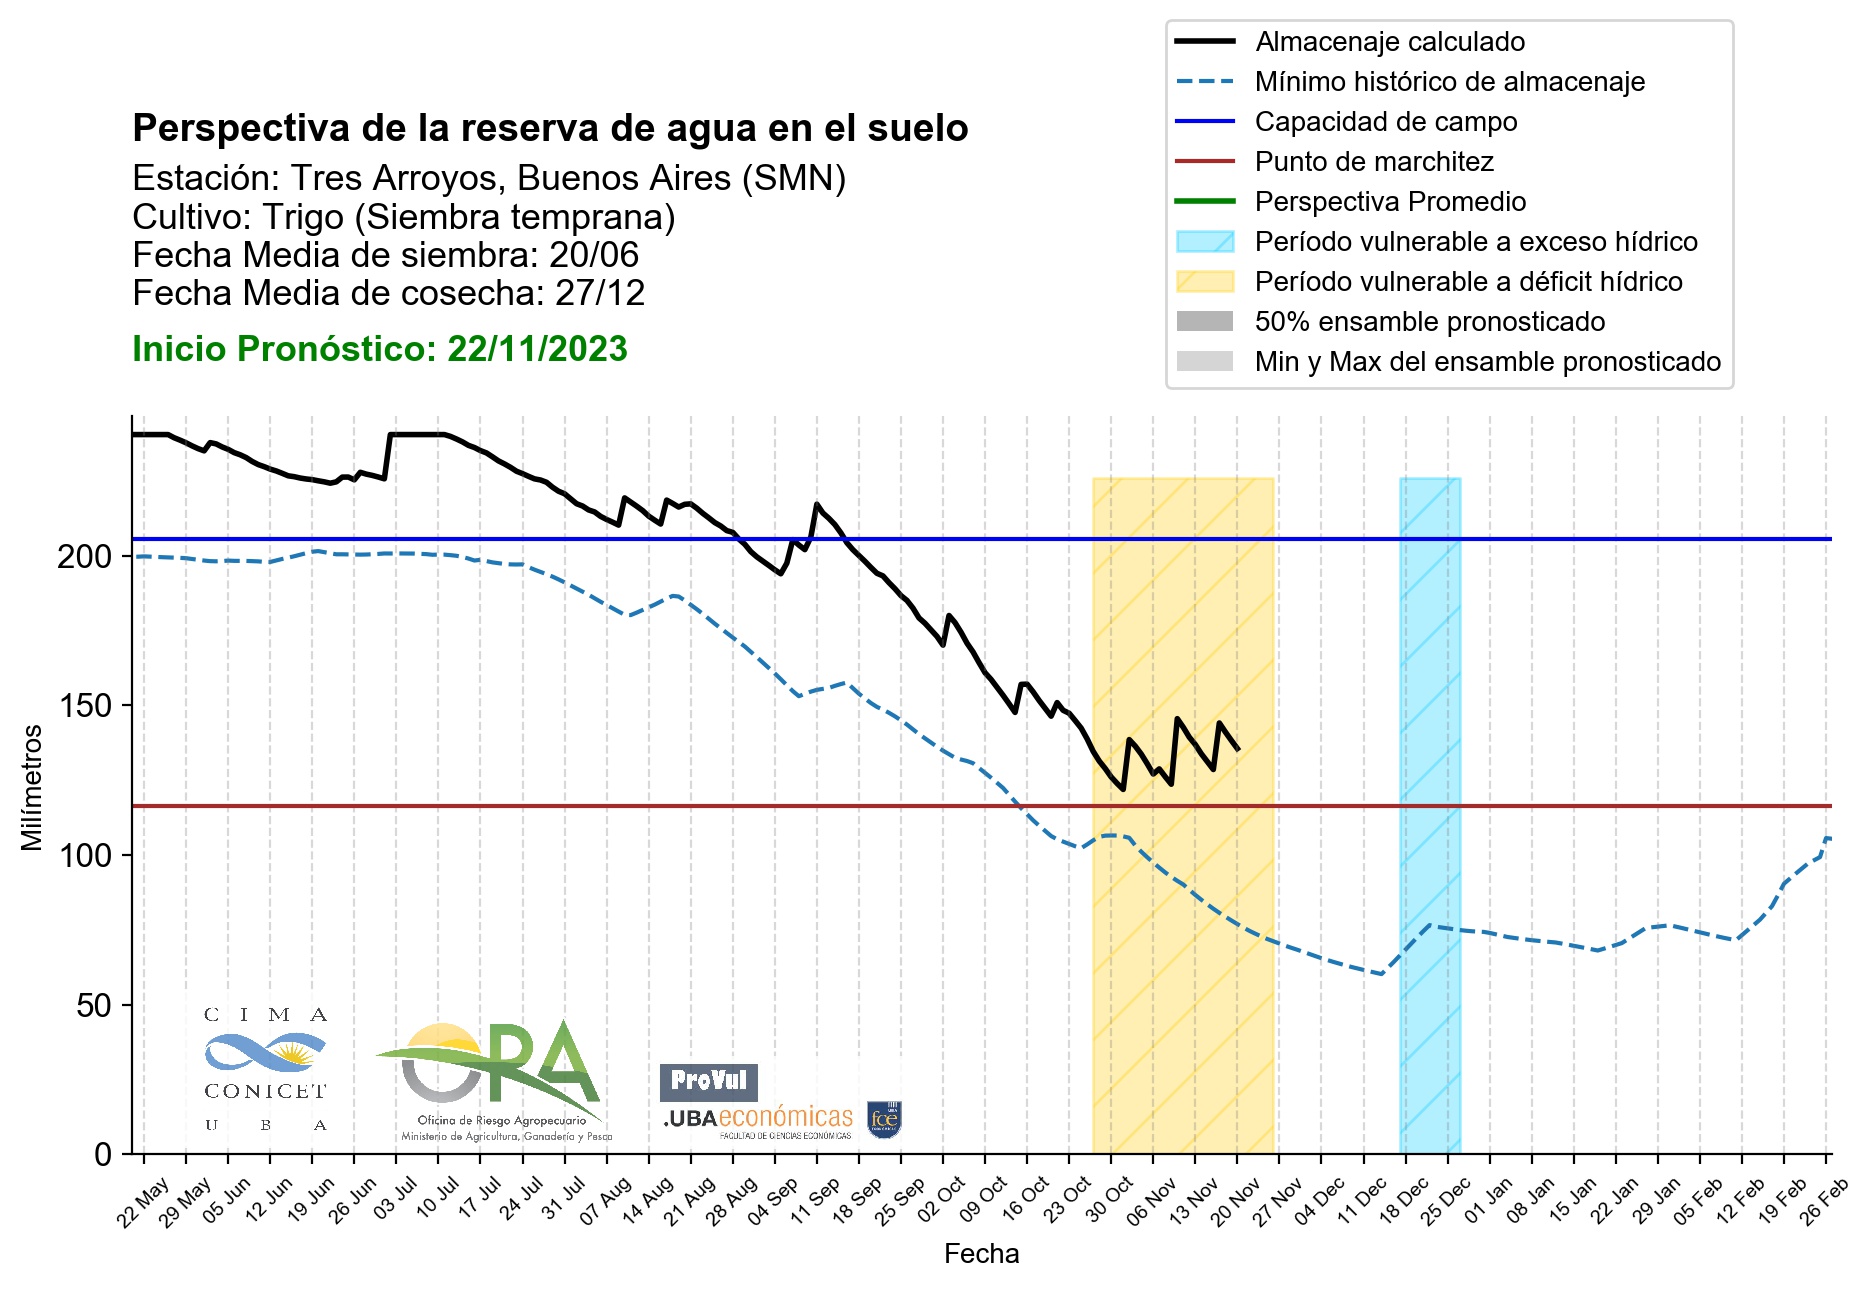 Almacenaje calculado
Mínimo histórico de almacenaje
Capacidad de campo
Punto de marchitez
Perspectiva Promedio
Período vulnerable a exceso hídrico
Período vulnerable a déficit hídrico
50% ensamble pronosticado
Min y Max del ensamble pronosticado
Perspectiva de la reserva de agua en el suelo
Estación: Tres Arroyos, Buenos Aires (SMN)
Cultivo: Trigo (Siembra temprana)
Fecha Media de siembra: 20/06
Fecha Media de cosecha: 27/12
Inicio Pronóstico: 22/11/2023
Milímetros
200
150
100
50
0
CIMA
CONICET
UBA
ORA
Oficina de Riesgo Agropecuario
Ministerio de Agricultura, Ganadería y Pesca
ProVul
.UBAeconómicas
FACULTAD DE CIENCIAS ECONÓMICAS
fce
22 May
29 May
05 Jun
12 Jun
19 Jun
26 Jun
03 Jul
10 Jul
17 Jul
24 Jul
31 Jul
07 Aug
14 Aug
21 Aug
28 Aug
04 Sep
11 Sep
18 Sep
25 Sep
02 Oct
09 Oct
16 Oct
23 Oct
30 Oct
06 Nov
13 Nov
20 Nov
27 Nov
04 Dec
11 Dec
18 Dec
25 Dec
01 Jan
08 Jan
15 Jan
22 Jan
29 Jan
05 Feb
12 Feb
19 Feb
26 Feb
Fecha